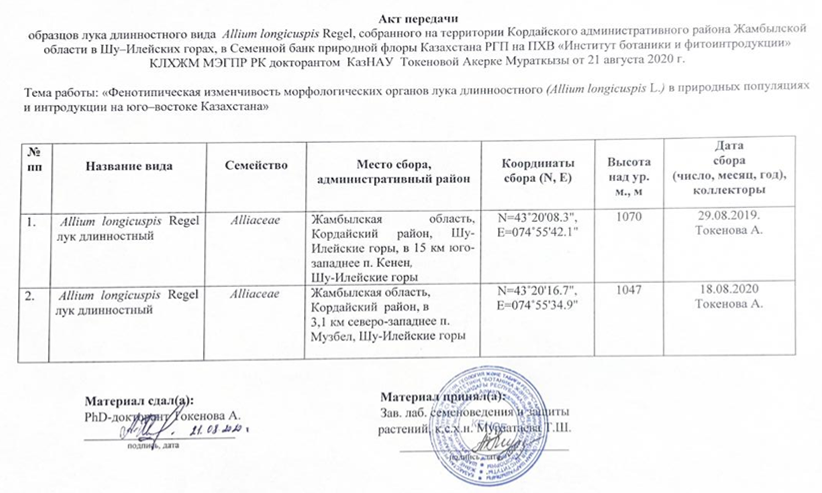 Акт передачи
образцов лука длинностного вида Allium longicuspis Regel, собранного на территории Кордайского административного района Жамбылской
области в Шу–Илейских горах, в Семенной банк природной флоры Казахстана РГП на ПХВ «Институт ботаники и фитоинтродукции»
КЛХЖМ МЭГПР РК докторантом КазНАУ Токеновой Акерке Мураткызы от 21 августа 2020 г.
Тема работы: «Фенотипическая изменчивость морфологических органов лука длинноостного (Allium longicuspis L.) в природных популяциях
и интродукции на юго–востоке Казахстана»
№ пп
Название вида
Семейство
Место сбора, административный район
Координаты сбора (N, E)
Высота над ур. м., м
Дата сбора (число, месяц, год), коллекторы
1.
Allium longicuspis Regel
лук длинностный
Alliaceae
Жамбылская область,
Кордайский район, Шу-
Илейские горы, в 15 км юго-
западнее п. Кенен,
Шу-Илейские горы
N=43˚20'08.3",
E=074˚55'42.1"
1070
29.08.2019.
Токенова А.
2.
Allium longicuspis Regel
лук длинностный
Alliaceae
Жамбылская область,
Кордайский район, в
3,1 км северо-западнее п.
Музбел, Шу-Илейские горы
N=43˚20'16.7",
E=074˚55'34.9"
1047
18.08.2020
Токенова А.
Материал сдал(а):
PhD-докторант Токенова А.
21.08.2020
подпись, дата
Материал принял(а):
Зав. лаб. семеноведения и защиты
растений, к.с.х.н. Мурзатаева Т.Ш.
подпись, дата